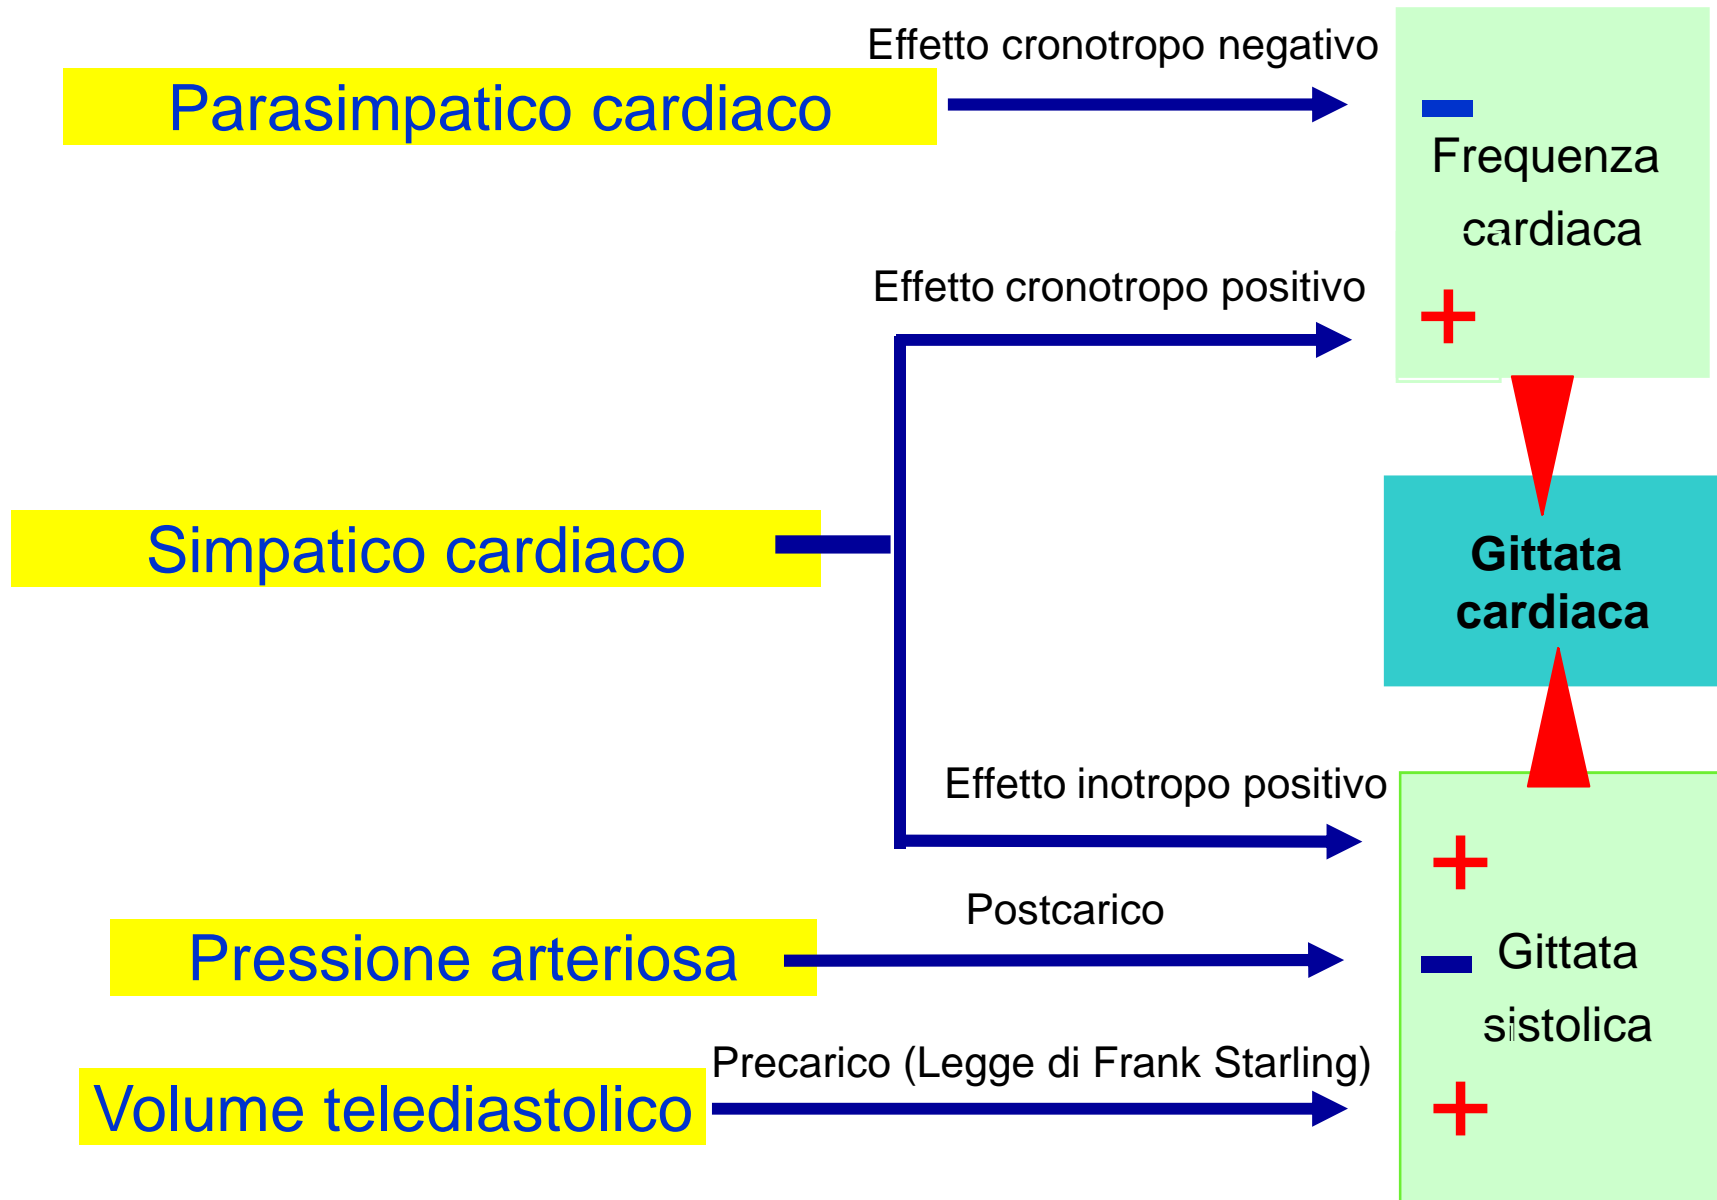 Effetto cronotropo negativo
Parasimpatico cardiaco
–
Frequenza
cardiaca
Effetto cronotropo positivo
+
Simpatico cardiaco
Gittata
cardiaca
Effetto inotropo positivo
+
Postcarico
Pressione arteriosa
– Gittata
sistolica
Precarico (Legge di Frank Starling)
Volume telediastolico
+